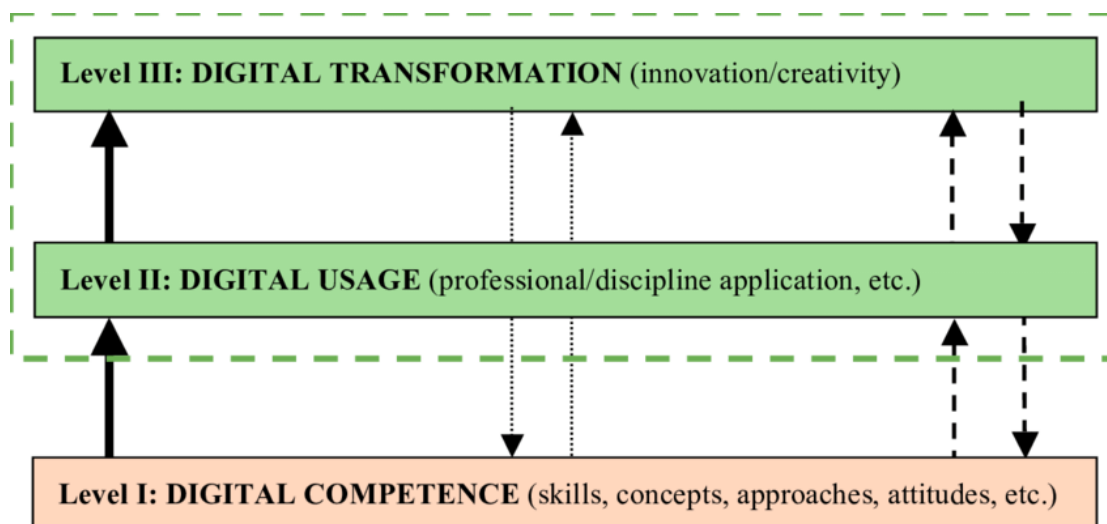 Level III: DIGITAL TRANSFORMATION (innovation/creativity)
Level II: DIGITAL USAGE (professional/discipline application, etc.)
Level I: DIGITAL COMPETENCE (skills, concepts, approaches, attitudes, etc.)